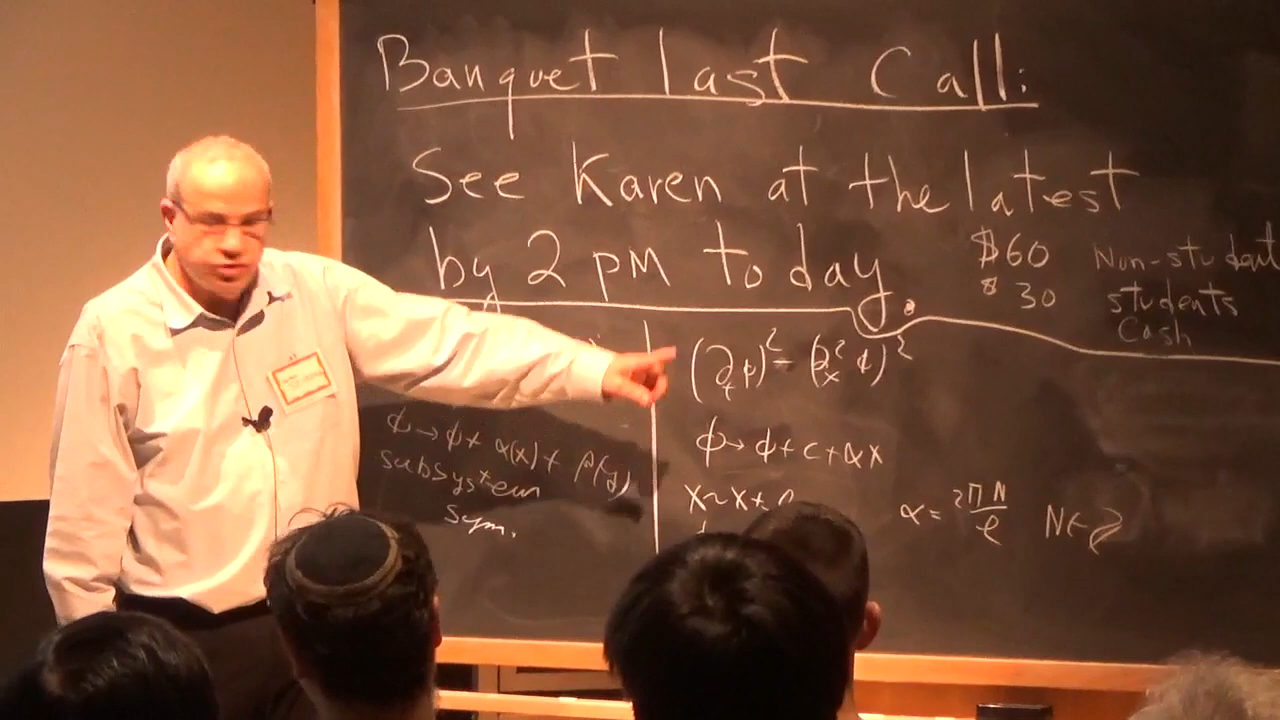 Banquet last Call:
See Karen at the latest
by 2 pm today.
$60 Non-student
$30 students
Cash
ϕ→ϕ+α(x)+β(y)
subsystem
sym.
(∂ₜϕ)²-(∂ₓ²ϕ)²
ϕ→ϕ+c+αx
x~x+ℓ
α=2πN/ℓ N∈ℤ